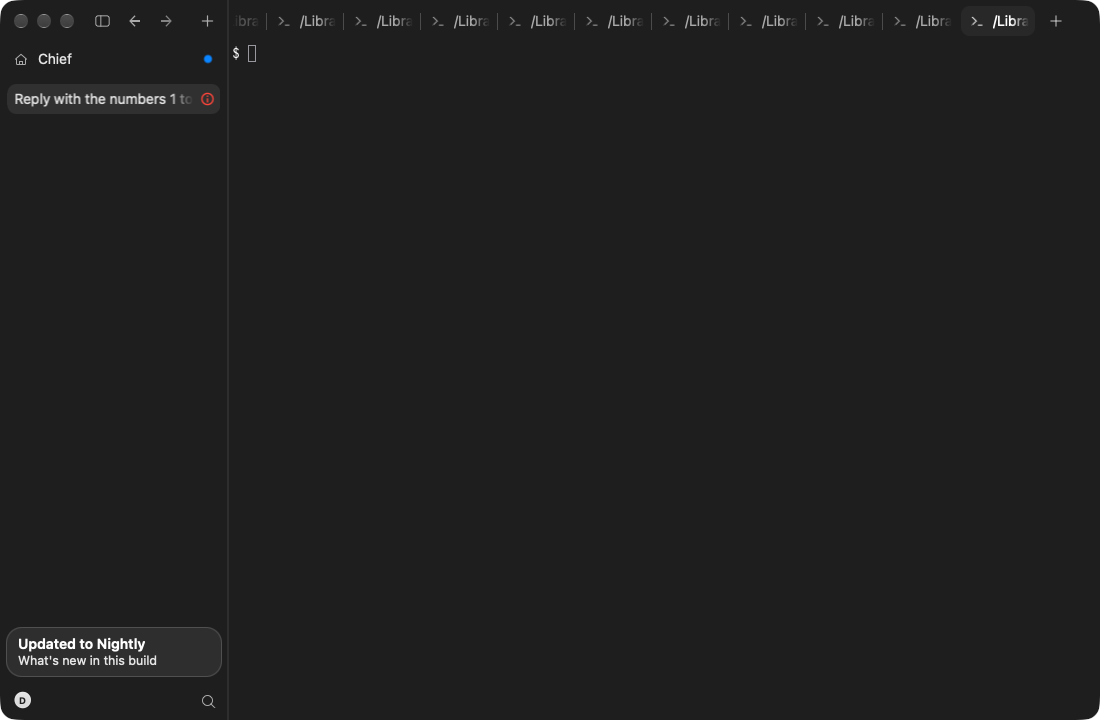 /Libra /Libra /Libra /Libra /Libra /Libra /Libra /Libra /Libra /Libra
Chief
$
Reply with the numbers 1 to
Updated to Nightly
What's new in this build
D